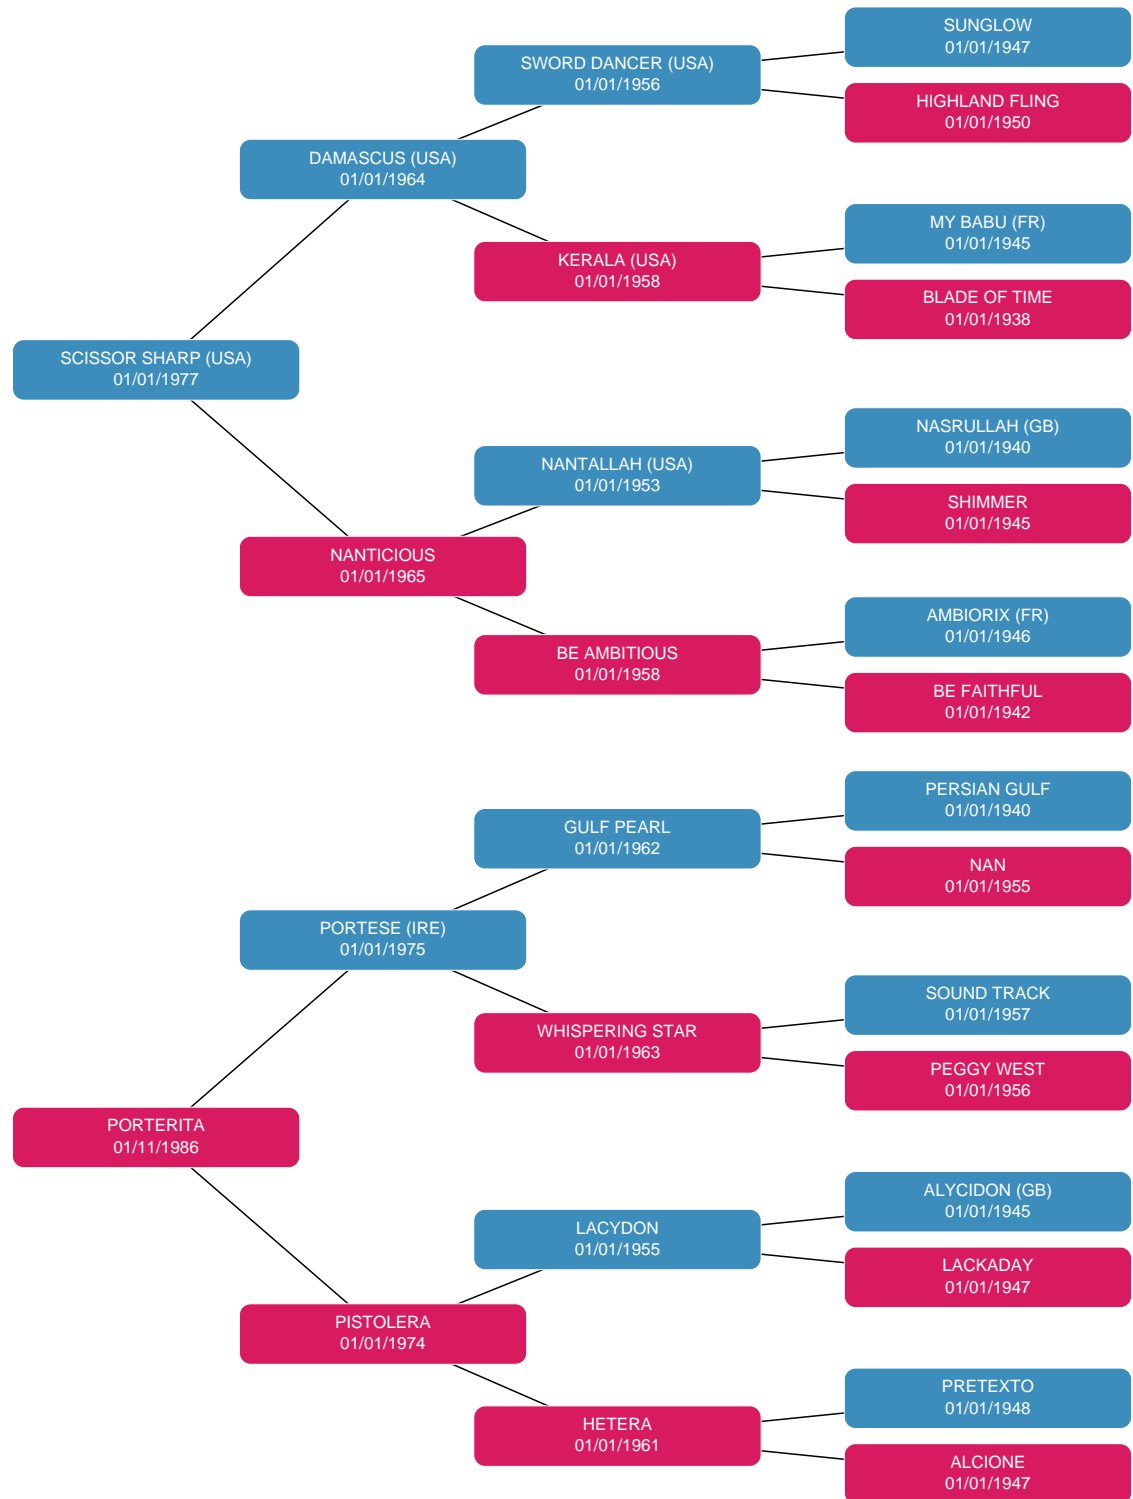 SUNGLOW
01/01/1947
SWORD DANCER (USA)
01/01/1956
HIGHLAND FLING
01/01/1950
DAMASCUS (USA)
01/01/1964
MY BABU (FR)
01/01/1945
KERALA (USA)
01/01/1958
BLADE OF TIME
01/01/1938
SCISSOR SHARP (USA)
01/01/1977
NASRULLAH (GB)
01/01/1940
NANTALLAH (USA)
01/01/1953
SHIMMER
01/01/1945
NANTICIOUS
01/01/1965
AMBIORIX (FR)
01/01/1946
BE AMBITIOUS
01/01/1958
BE FAITHFUL
01/01/1942
PERSIAN GULF
01/01/1940
GULF PEARL
01/01/1962
NAN
01/01/1955
PORTESE (IRE)
01/01/1975
SOUND TRACK
01/01/1957
WHISPERING STAR
01/01/1963
PEGGY WEST
01/01/1956
PORTERITA
01/11/1986
ALYCIDON (GB)
01/01/1945
LACYDON
01/01/1955
LACKADAY
01/01/1947
PISTOLERA
01/01/1974
PRETEXTO
01/01/1948
HETERA
01/01/1961
ALCIONE
01/01/1947